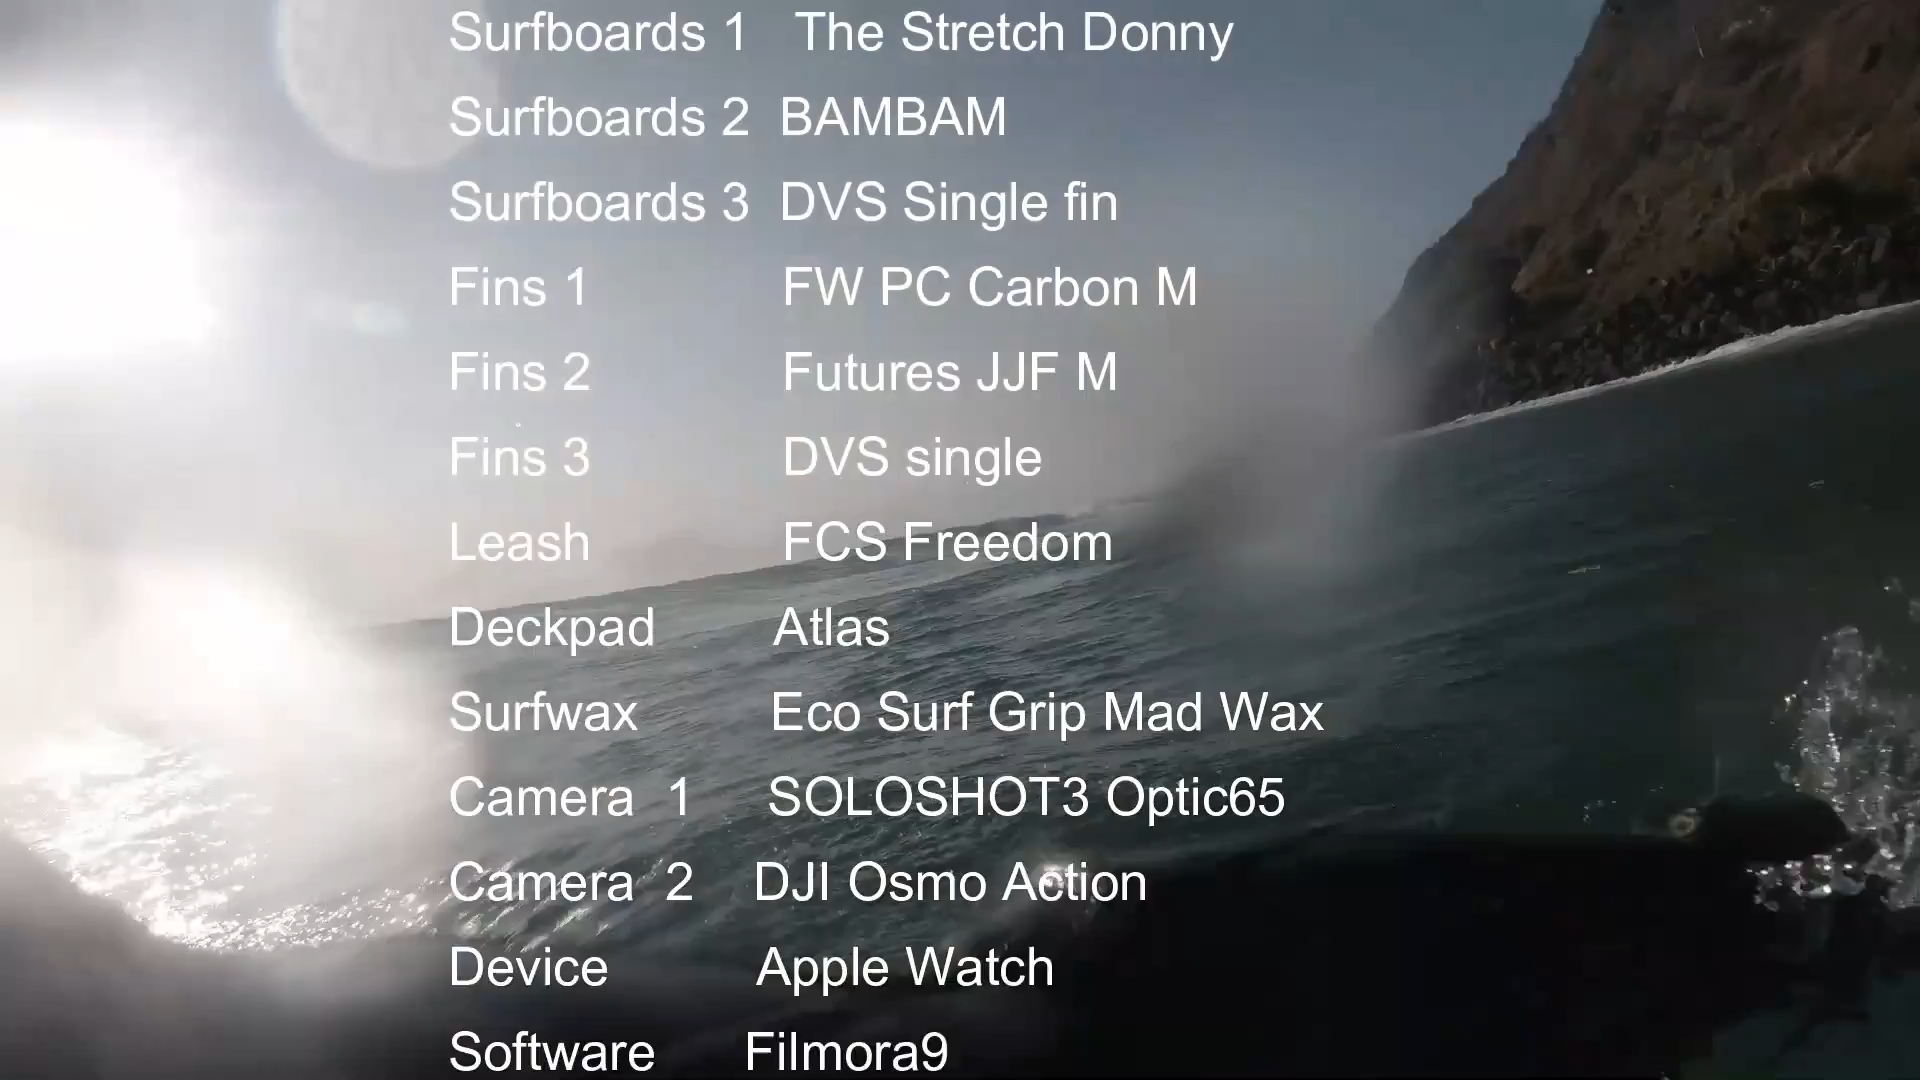 Surfboards 1 The Stretch Donny
Surfboards 2 BAMBAM
Surfboards 3 DVS Single fin
Fins 1 FW PC Carbon M
Fins 2 Futures JJF M
Fins 3 DVS single
Leash FCS Freedom
Deckpad Atlas
Surfwax Eco Surf Grip Mad Wax
Camera 1 SOLOSHOT3 Optic65
Camera 2 DJI Osmo Action
Device Apple Watch
Software Filmora9